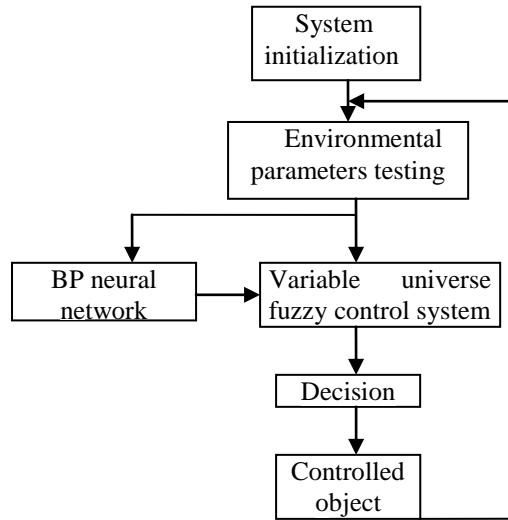 System
initialization
Environmental
parameters testing
BP neural
network
Variable universe
fuzzy control system
Decision
Controlled
object